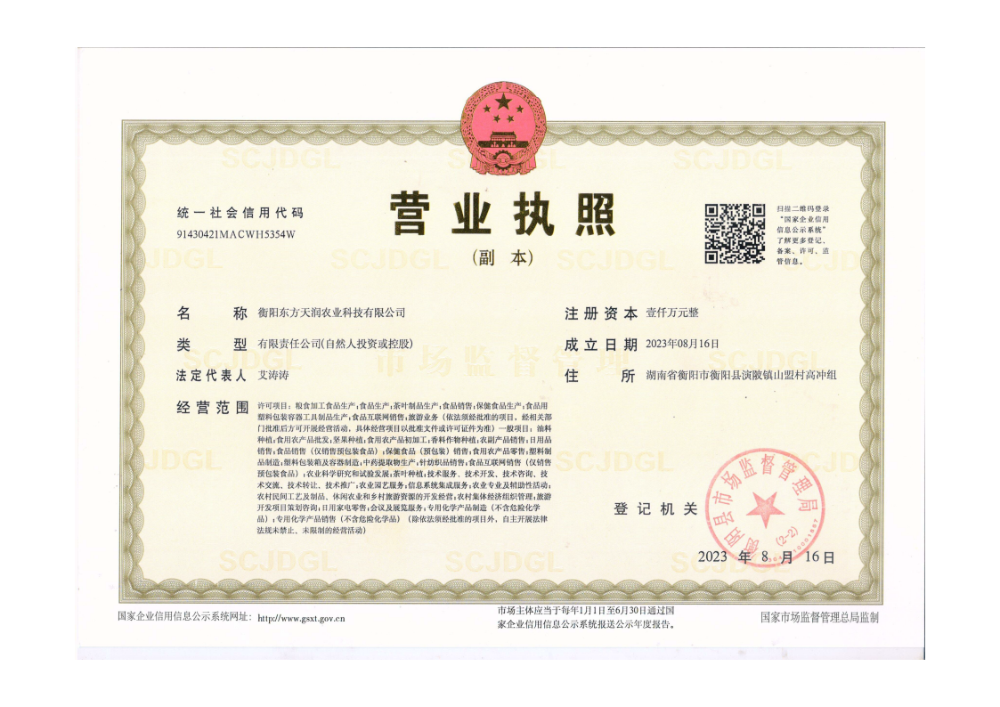 营业执照
(副 本)
统一社会信用代码
91430421MACWH5354W
扫描二维码登录
“国家企业信用
信息公示系统”
了解更多登记、
备案、许可、监
管信息。
名 称 衡阳东方天润农业科技有限公司
类 型 有限责任公司(自然人投资或控股)
法定代表人 艾涛涛
经营范围 许可项目：粮食加工食品生产;食品生产;茶叶制品生产;食品销售;保健食品生产;食品用
塑料包装容器工具制品生产;食品互联网销售;旅游业务（依法须经批准的项目，经相关部
门批准后方可开展经营活动，具体经营项目以批准文件或许可证件为准）一般项目：油料
种植;食用农产品批发;坚果种植;食用农产品初加工;香料作物种植;农副产品销售;日用品
销售;食品销售（仅销售预包装食品）;保健食品（预包装）销售;食用农产品零售;塑料制
品制造;塑料包装箱及容器制造;中药提取物生产;针纺织品销售;食品互联网销售（仅销售
预包装食品）;农业科学研究和试验发展;茶叶种植;技术服务、技术开发、技术咨询、技
术交流、技术转让、技术推广;农业园艺服务;信息系统集成服务;农业专业及辅助性活动;
农村民间工艺及制品、休闲农业和乡村旅游资源的开发经营;农村集体经济组织管理;旅游
开发项目策划咨询;日用家电零售;会议及展览服务;专用化学产品制造（不含危险化学
品）;专用化学产品销售（不含危险化学品）（除依法须经批准的项目外，自主开展法律
法规未禁止、未限制的经营活动）
注册资本 壹仟万元整
成立日期 2023年08月16日
住 所 湖南省衡阳市衡阳县演陂镇山盟村高冲组
登记机关
衡阳县市场监督管理局
(2-2)
2023 年 8 月 16 日
国家企业信用信息公示系统网址： http://www.gsxt.gov.cn
市场主体应当于每年1月1日至6月30日通过国
家企业信用信息公示系统报送公示年度报告。
国家市场监督管理总局监制
SCJDGL
市场监督管理